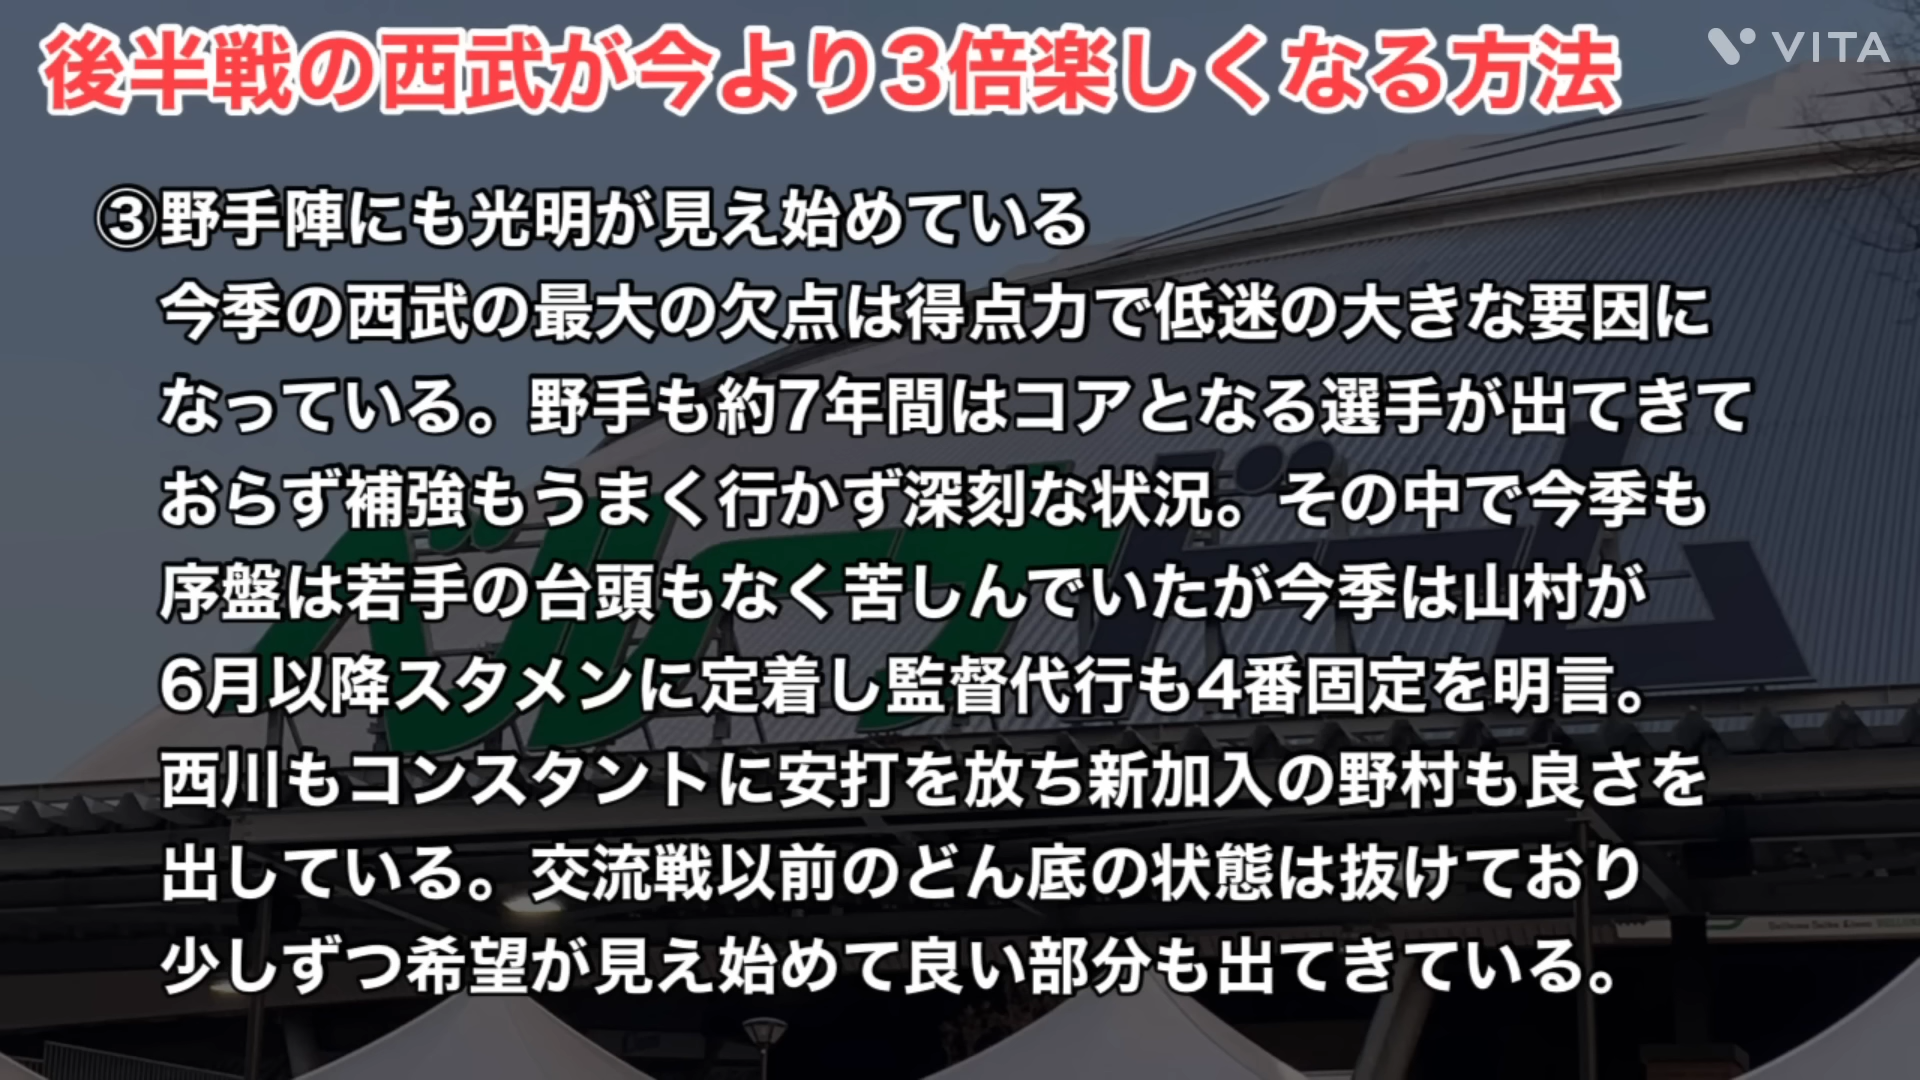 後半戦の西武が今より3倍楽しくなる方法
VITA
③野手陣にも光明が見え始めている
今季の西武の最大の欠点は得点力で低迷の大きな要因に
なっている。野手も約7年間はコアとなる選手が出てきて
おらず補強もうまく行かず深刻な状況。その中で今季も
序盤は若手の台頭もなく苦しんでいたが今季は山村が
6月以降スタメンに定着し監督代行も4番固定を明言。
西川もコンスタントに安打を放ち新加入の野村も良さを
出している。交流戦以前のどん底の状態は抜けており
少しずつ希望が見え始めて良い部分も出てきている。
ベルーナドーム